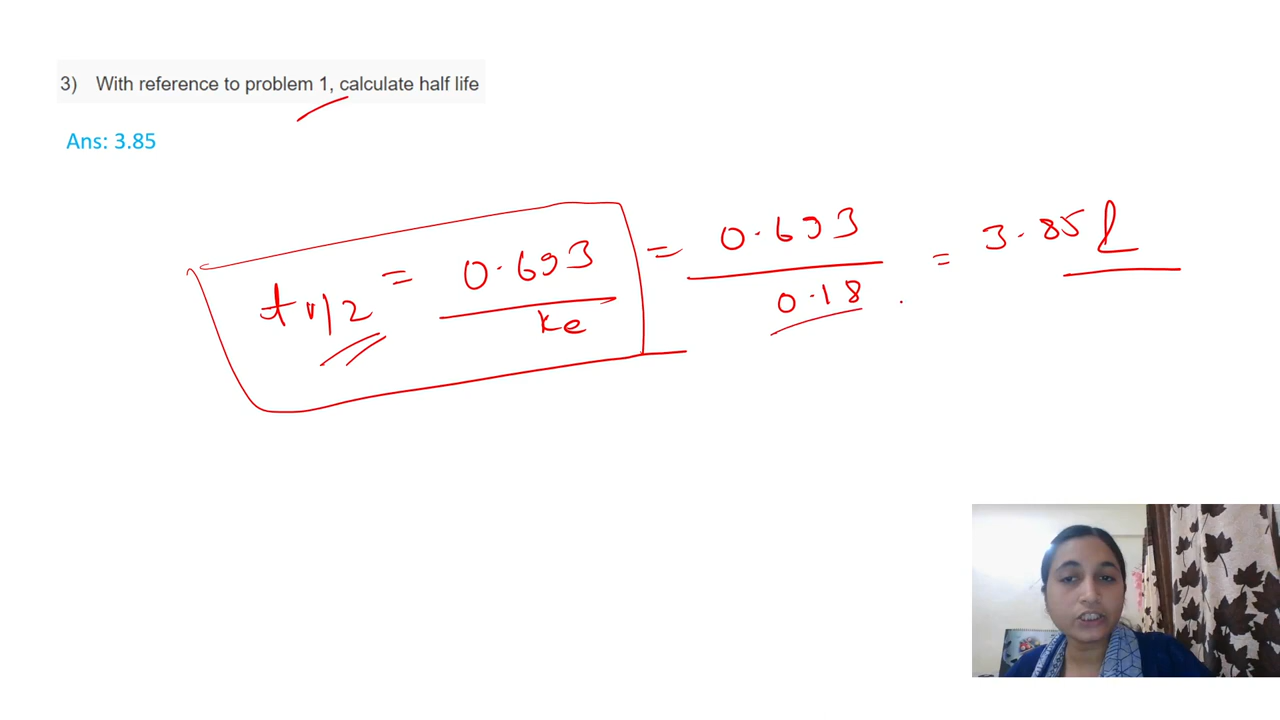 3) With reference to problem 1, calculate half life
Ans: 3.85
t 1/2 = 0.693 / ke = 0.693 / 0.18 = 3.85